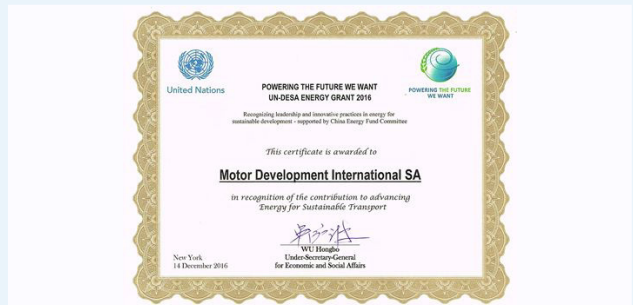 United Nations
POWERING THE FUTURE WE WANT
UN-DESA ENERGY GRANT 2016
POWERING THE FUTURE
WE WANT
Recognizing leadership and innovative practices in energy for
sustainable development - supported by China Energy Fund Committee
This certificate is awarded to
Motor Development International SA
in recognition of the contribution to advancing
Energy for Sustainable Transport
WU Hongbo
Under-Secretary-General
for Economic and Social Affairs
New York
14 December 2016